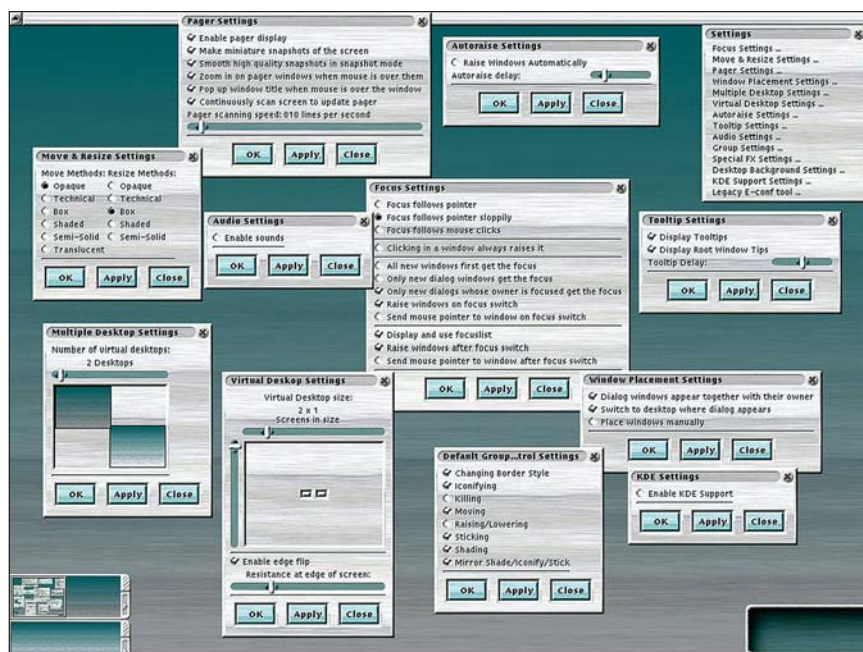 Pager Settings
Enable pager display
Make miniature snapshots of the screen
Smooth high quality snapshots in snapshot mode
Zoom in on pager windows when mouse is over them
Pop up window title when mouse is over the window
Continuously scan screen to update pager
Pager scanning speed: 010 lines per second
OK Apply Close
Autoraise Settings
Raise Windows Automatically
Autoraise delay:
OK Apply Close
Settings
Focus Settings ...
Move & Resize Settings ...
Pager Settings ...
Window Placement Settings ...
Multiple Desktop Settings ...
Virtual Desktop Settings ...
Autoraise Settings ...
Tooltip Settings ...
Audio Settings ...
Group Settings ...
Special FX Settings ...
Desktop Background Settings ...
KDE Support Settings ...
Legacy E-conf tool ...
Move & Resize Settings
Move Methods: Resize Methods:
Opaque Opaque
Technical Technical
Box Box
Shaded Shaded
Semi-Solid Semi-Solid
Translucent
OK Apply Close
Audio Settings
Enable sounds
OK Apply Close
Focus Settings
Focus follows pointer
Focus follows pointer sloppily
Focus follows mouse clicks
Clicking in a window always raises it
All new windows first get the focus
Only new dialog windows get the focus
Only new dialogs whose owner is focused get the focus
Raise windows on focus switch
Send mouse pointer to window on focus switch
Display and use focuslist
Raise windows after focus switch
Send mouse pointer to window after focus switch
OK Apply Close
Tooltip Settings
Display Tooltips
Display Root Window Tips
Tooltip Delay:
OK Apply Close
Multiple Desktop Settings
Number of virtual desktops:
2 Desktops
OK Apply Close
Virtual Deskop Settings
Virtual Desktop size:
2 x 1
Screens in size
Enable edge flip
Resistance at edge of screen:
OK Apply Close
Window Placement Settings
Dialog windows appear together with their owner
Switch to desktop where dialog appears
Place windows manually
OK Apply Close
Default Group...trol Settings
Changing Border Style
Iconifying
Killing
Moving
Raising/Lowering
Sticking
Shading
Mirror Shade/Iconify/Stick
OK Apply Close
KDE Settings
Enable KDE Support
OK Apply Close